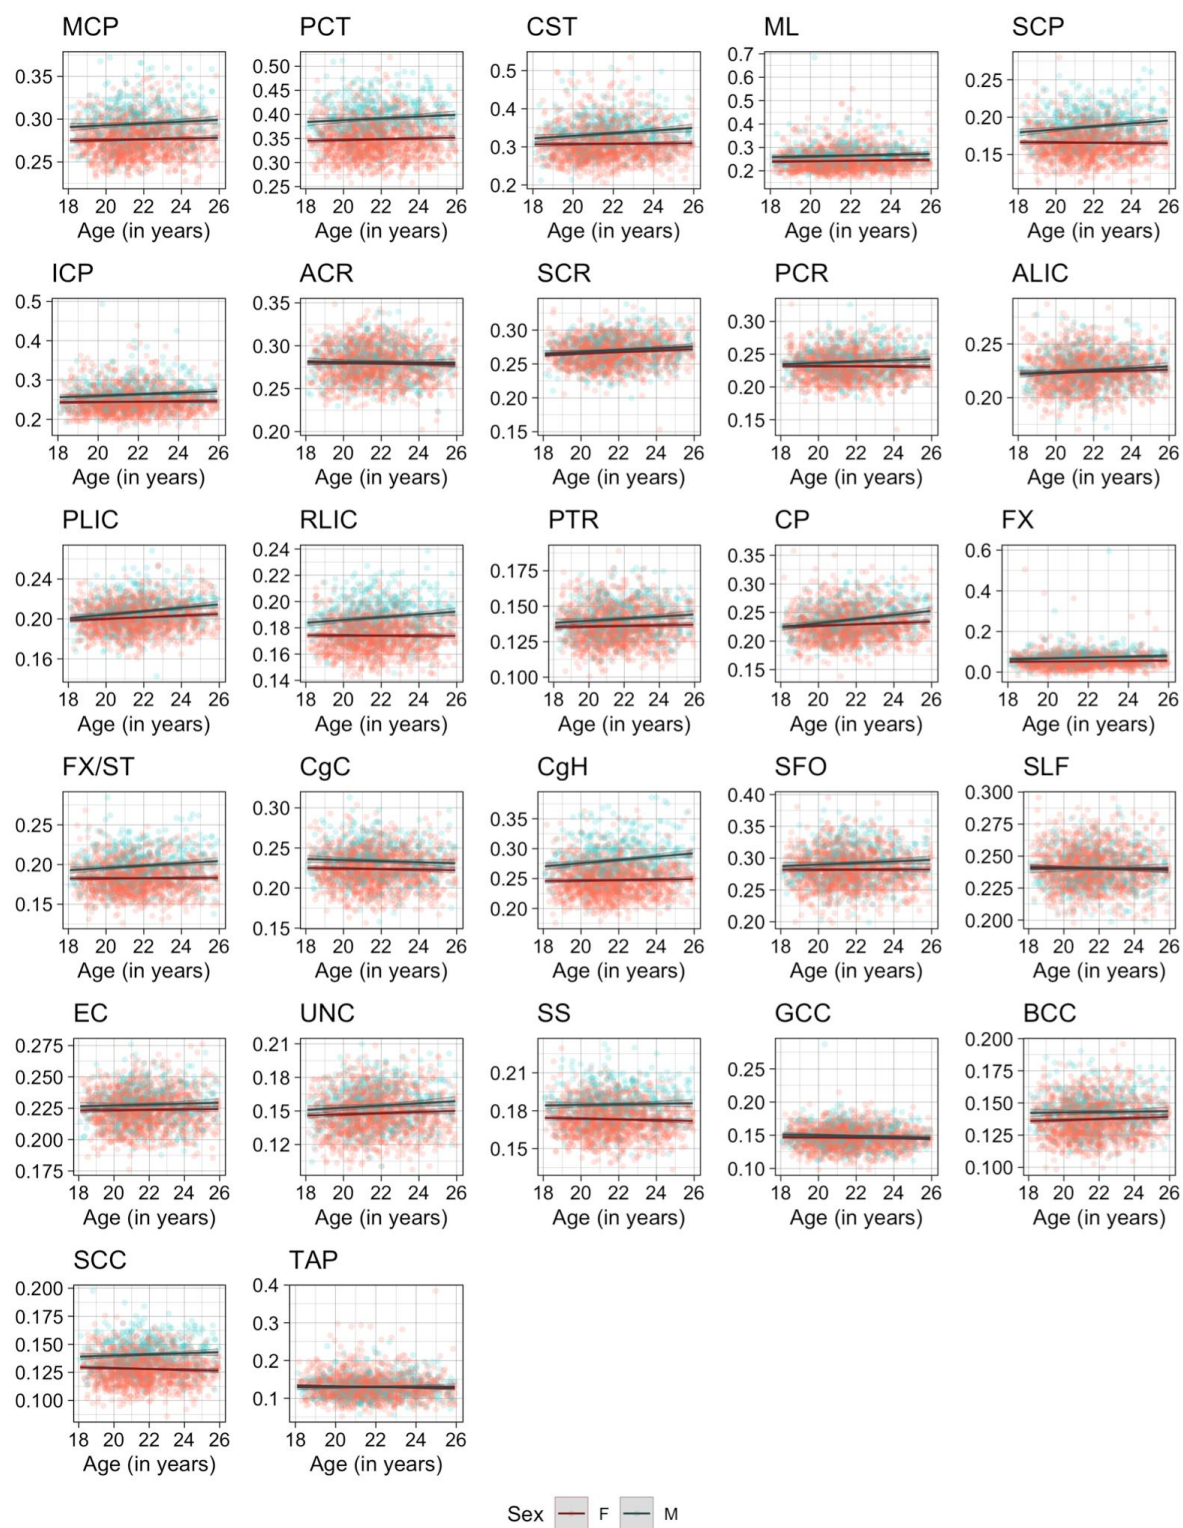 MCP PCT CST ML SCP
0.35
0.30
0.25
18 20 22 24 26
Age (in years)
0.50
0.45
0.40
0.35
0.30
0.25
18 20 22 24 26
Age (in years)
0.5
0.4
0.3
0.2
18 20 22 24 26
Age (in years)
0.7
0.6
0.5
0.4
0.3
0.2
18 20 22 24 26
Age (in years)
0.25
0.20
0.15
18 20 22 24 26
Age (in years)
ICP ACR SCR PCR ALIC
0.5
0.4
0.3
0.2
18 20 22 24 26
Age (in years)
0.35
0.30
0.25
0.20
18 20 22 24 26
Age (in years)
0.30
0.25
0.20
0.15
18 20 22 24 26
Age (in years)
0.30
0.25
0.20
0.15
18 20 22 24 26
Age (in years)
0.25
0.20
18 20 22 24 26
Age (in years)
PLIC RLIC PTR CP FX
0.24
0.20
0.16
18 20 22 24 26
Age (in years)
0.24
0.22
0.20
0.18
0.16
0.14
18 20 22 24 26
Age (in years)
0.175
0.150
0.125
0.100
18 20 22 24 26
Age (in years)
0.35
0.30
0.25
0.20
0.15
18 20 22 24 26
Age (in years)
0.6
0.4
0.2
0.0
18 20 22 24 26
Age (in years)
FX/ST CgC CgH SFO SLF
0.25
0.20
0.15
18 20 22 24 26
Age (in years)
0.30
0.25
0.20
0.15
18 20 22 24 26
Age (in years)
0.35
0.30
0.25
0.20
18 20 22 24 26
Age (in years)
0.40
0.35
0.30
0.25
0.20
18 20 22 24 26
Age (in years)
0.300
0.275
0.250
0.225
0.200
18 20 22 24 26
Age (in years)
EC UNC SS GCC BCC
0.275
0.250
0.225
0.200
0.175
18 20 22 24 26
Age (in years)
0.21
0.18
0.15
0.12
18 20 22 24 26
Age (in years)
0.21
0.18
0.15
18 20 22 24 26
Age (in years)
0.25
0.20
0.15
0.10
18 20 22 24 26
Age (in years)
0.200
0.175
0.150
0.125
0.100
18 20 22 24 26
Age (in years)
SCC TAP
0.200
0.175
0.150
0.125
0.100
18 20 22 24 26
Age (in years)
0.4
0.3
0.2
0.1
18 20 22 24 26
Age (in years)
Sex F M